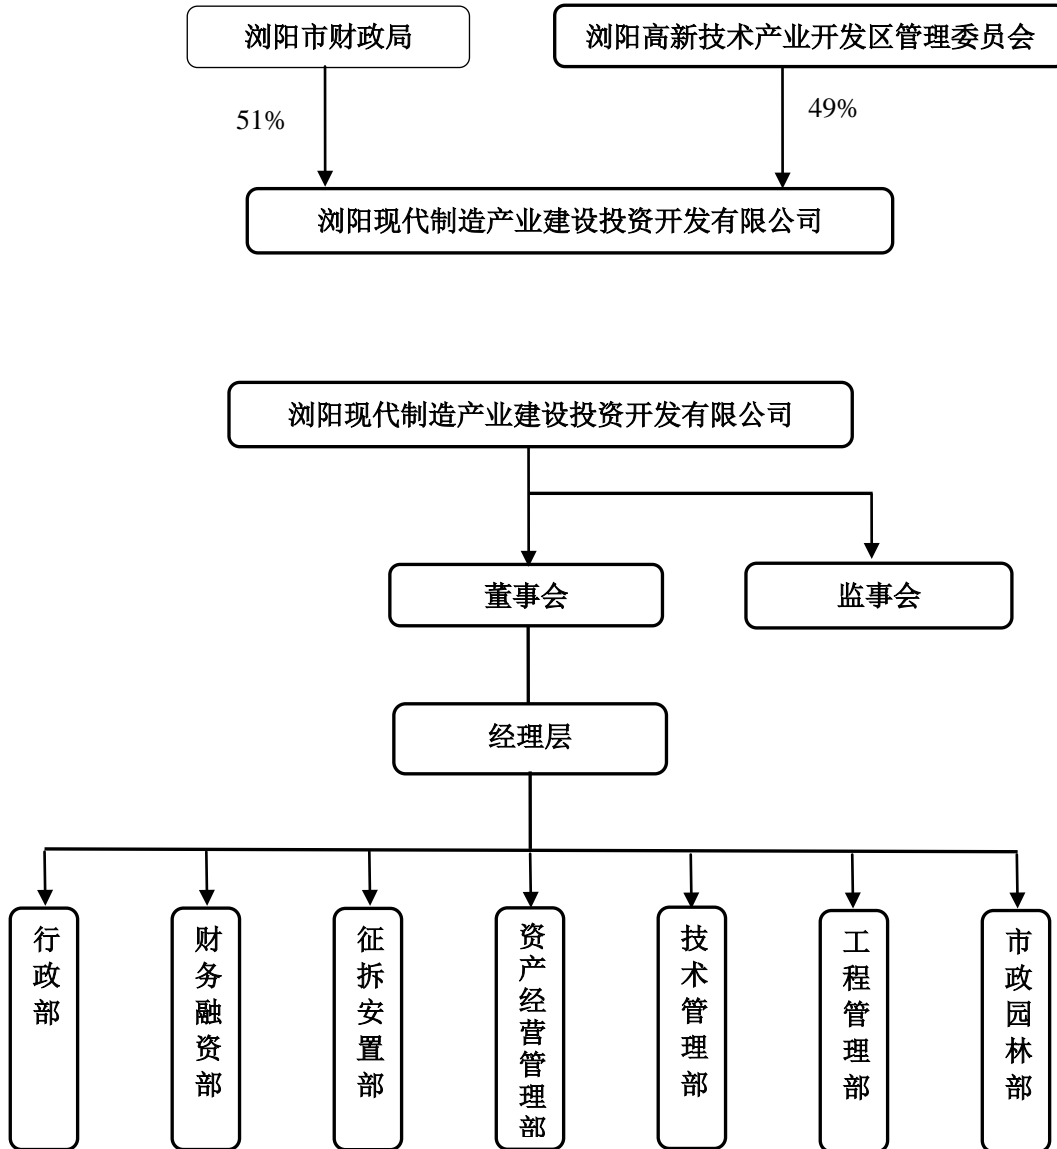 浏阳市财政局
浏阳高新技术产业开发区管理委员会
51%
49%
浏阳现代制造产业建设投资开发有限公司
浏阳现代制造产业建设投资开发有限公司
董事会
监事会
经理层
行政部
财务融资部
征拆安置部
资产经营管理部
技术管理部
工程管理部
市政园林部